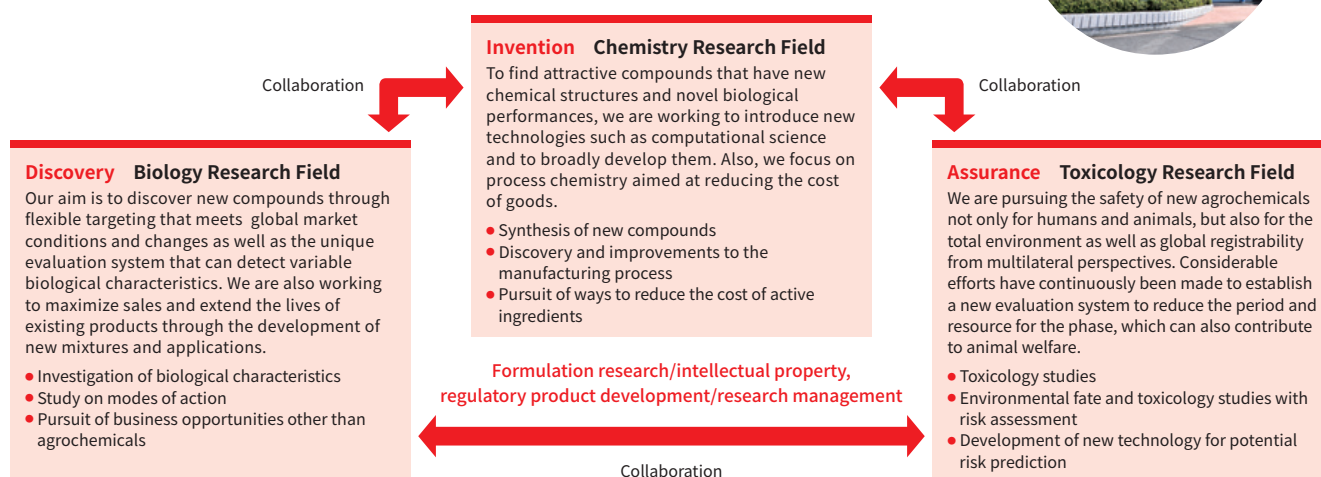 Invention Chemistry Research Field
To find attractive compounds that have new
chemical structures and novel biological
performances, we are working to introduce new
technologies such as computational science
and to broadly develop them. Also, we focus on
process chemistry aimed at reducing the cost
of goods.
• Synthesis of new compounds
• Discovery and improvements to the
manufacturing process
• Pursuit of ways to reduce the cost of active
ingredients
Collaboration
Collaboration
Discovery Biology Research Field
Our aim is to discover new compounds through
flexible targeting that meets global market
conditions and changes as well as the unique
evaluation system that can detect variable
biological characteristics. We are also working
to maximize sales and extend the lives of
existing products through the development of
new mixtures and applications.
• Investigation of biological characteristics
• Study on modes of action
• Pursuit of business opportunities other than
agrochemicals
Assurance Toxicology Research Field
We are pursuing the safety of new agrochemicals
not only for humans and animals, but also for the
total environment as well as global registrability
from multilateral perspectives. Considerable
efforts have continuously been made to establish
a new evaluation system to reduce the period and
resource for the phase, which can also contribute
to animal welfare.
• Toxicology studies
• Environmental fate and toxicology studies with
risk assessment
• Development of new technology for potential
risk prediction
Formulation research/intellectual property,
regulatory product development/research management
Collaboration